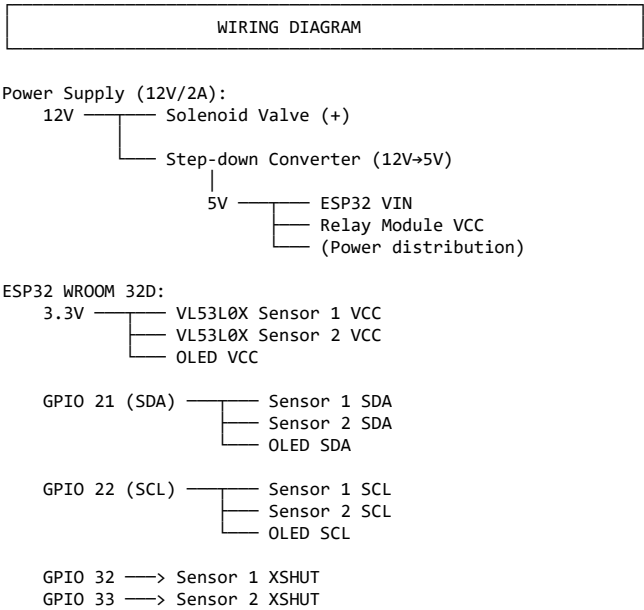 WIRING DIAGRAM
Power Supply (12V/2A):
12V ───┬─── Solenoid Valve (+)
└─── Step-down Converter (12V→5V)
5V ───┬─── ESP32 VIN
├─── Relay Module VCC
└─── (Power distribution)
ESP32 WROOM 32D:
3.3V ───┬─── VL53L0X Sensor 1 VCC
├─── VL53L0X Sensor 2 VCC
└─── OLED VCC
GPIO 21 (SDA) ───┬─── Sensor 1 SDA
├─── Sensor 2 SDA
└─── OLED SDA
GPIO 22 (SCL) ───┬─── Sensor 1 SCL
├─── Sensor 2 SCL
└─── OLED SCL
GPIO 32 ───> Sensor 1 XSHUT
GPIO 33 ───> Sensor 2 XSHUT